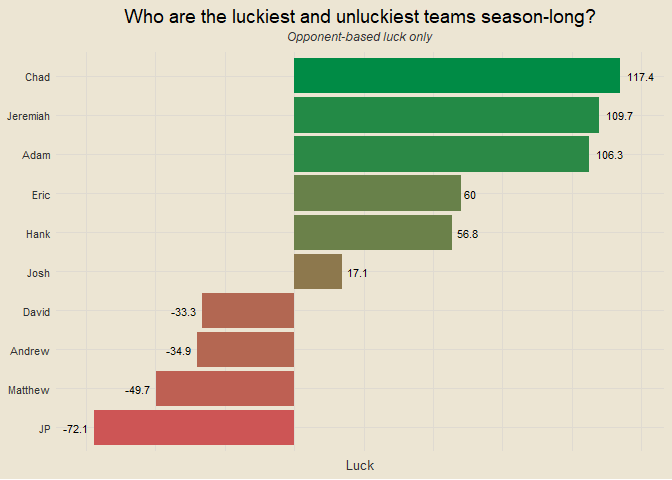 Who are the luckiest and unluckiest teams season-long?
Opponent-based luck only
Chad 117.4
Jeremiah 109.7
Adam 106.3
Eric 60
Hank 56.8
Josh 17.1
David -33.3
Andrew -34.9
Matthew -49.7
JP -72.1
Luck